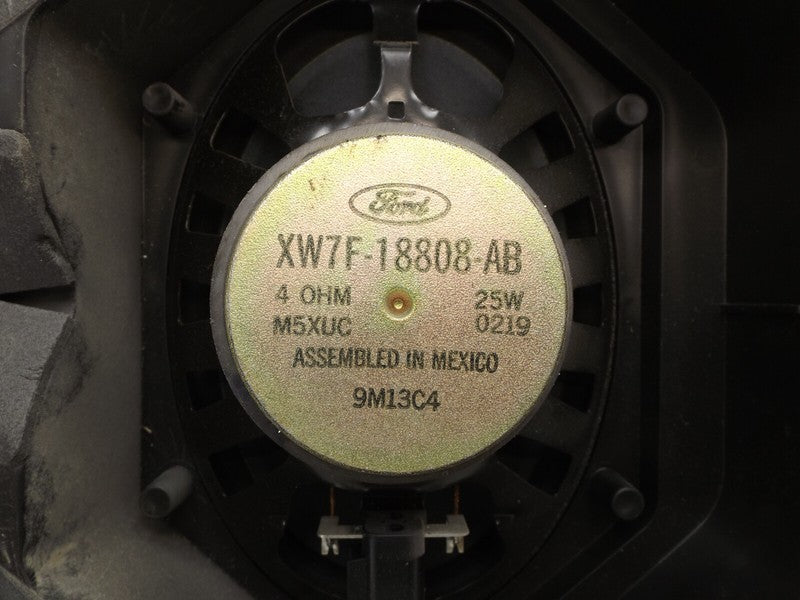 Ford
XW7F-18808-AB
4 OHM 25W
M5XUC 0219
ASSEMBLED IN MEXICO
9M13C4